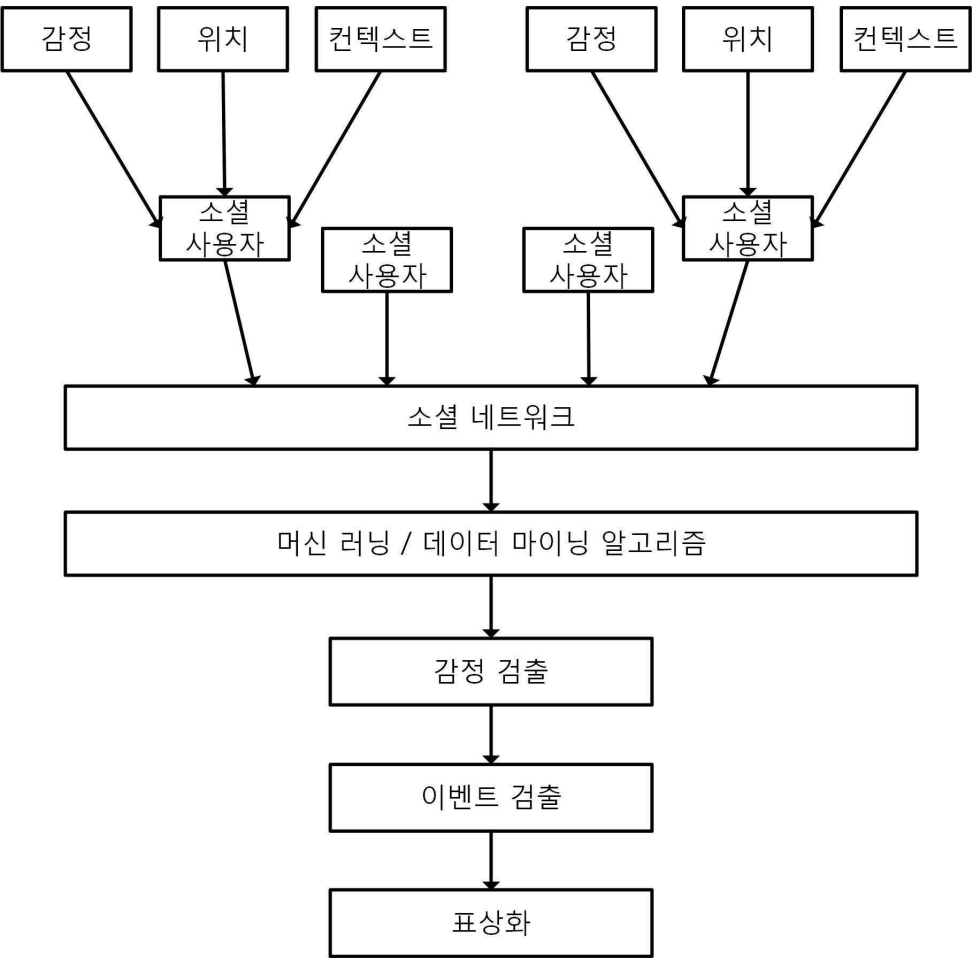 감정
위치
컨텍스트
감정
위치
컨텍스트
소셜
사용자
소셜
사용자
소셜
사용자
소셜
사용자
소셜 네트워크
머신 러닝 / 데이터 마이닝 알고리즘
감정 검출
이벤트 검출
표상화